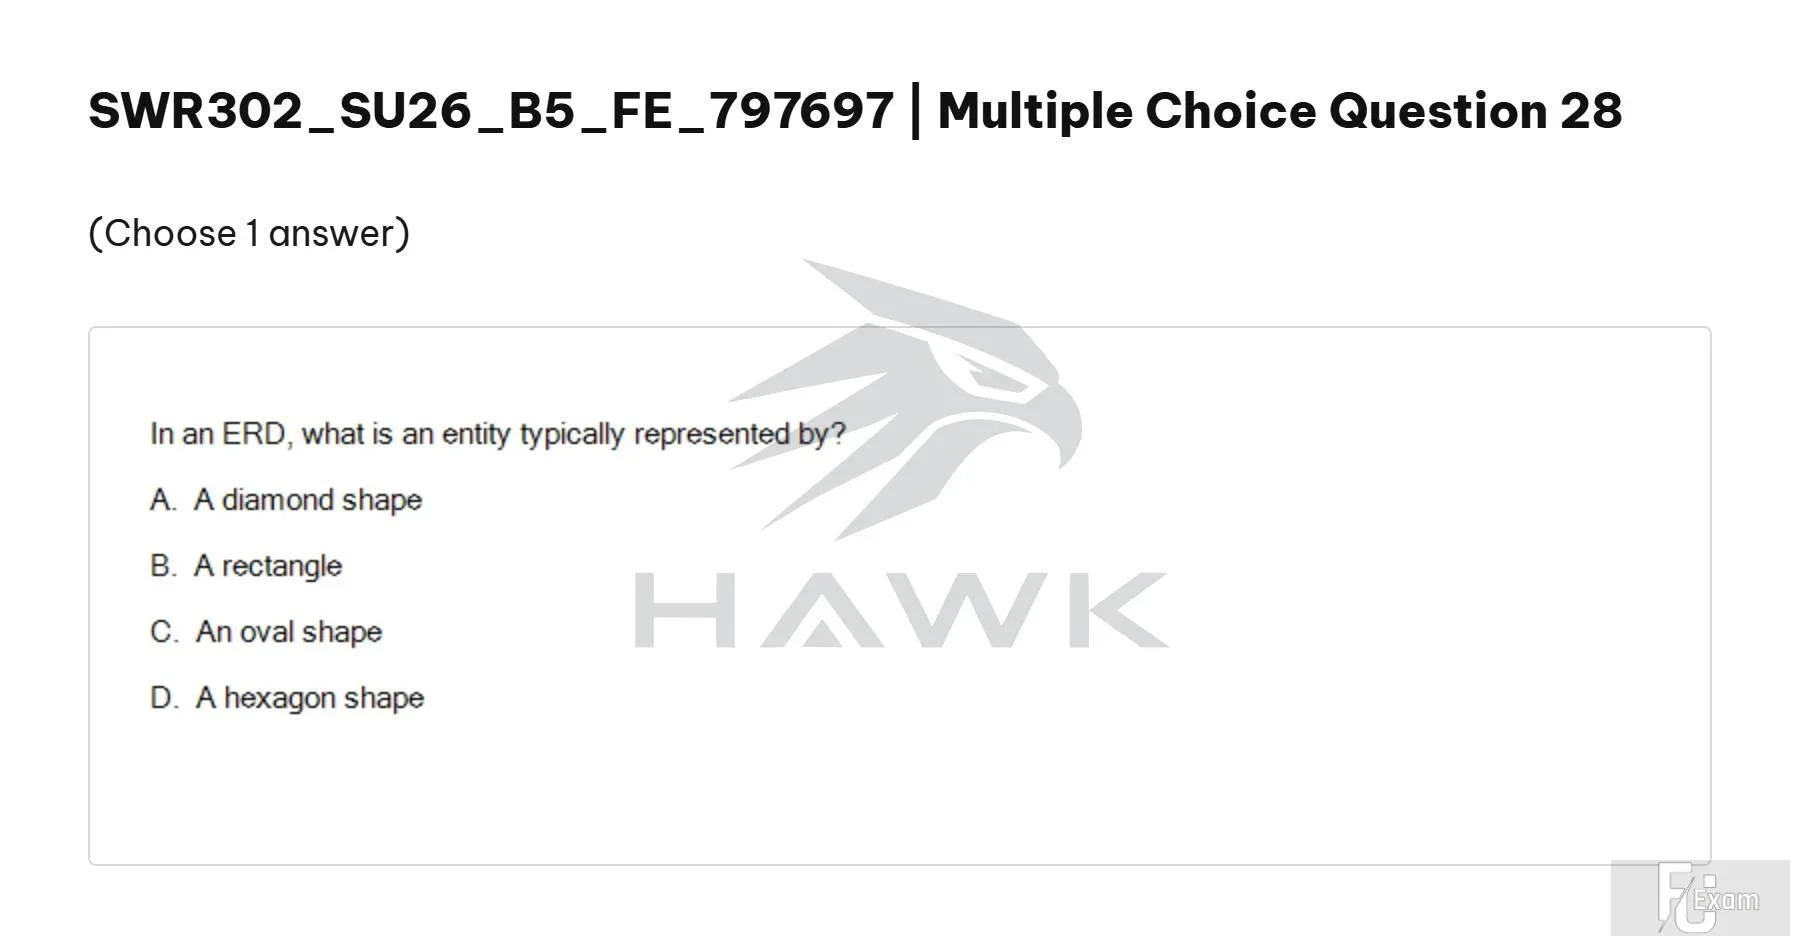 SWR302_SU26_B5_FE_797697 | Multiple Choice Question 28
(Choose 1 answer)
In an ERD, what is an entity typically represented by?
A. A diamond shape
B. A rectangle
C. An oval shape
D. A hexagon shape
HAWK
Exam